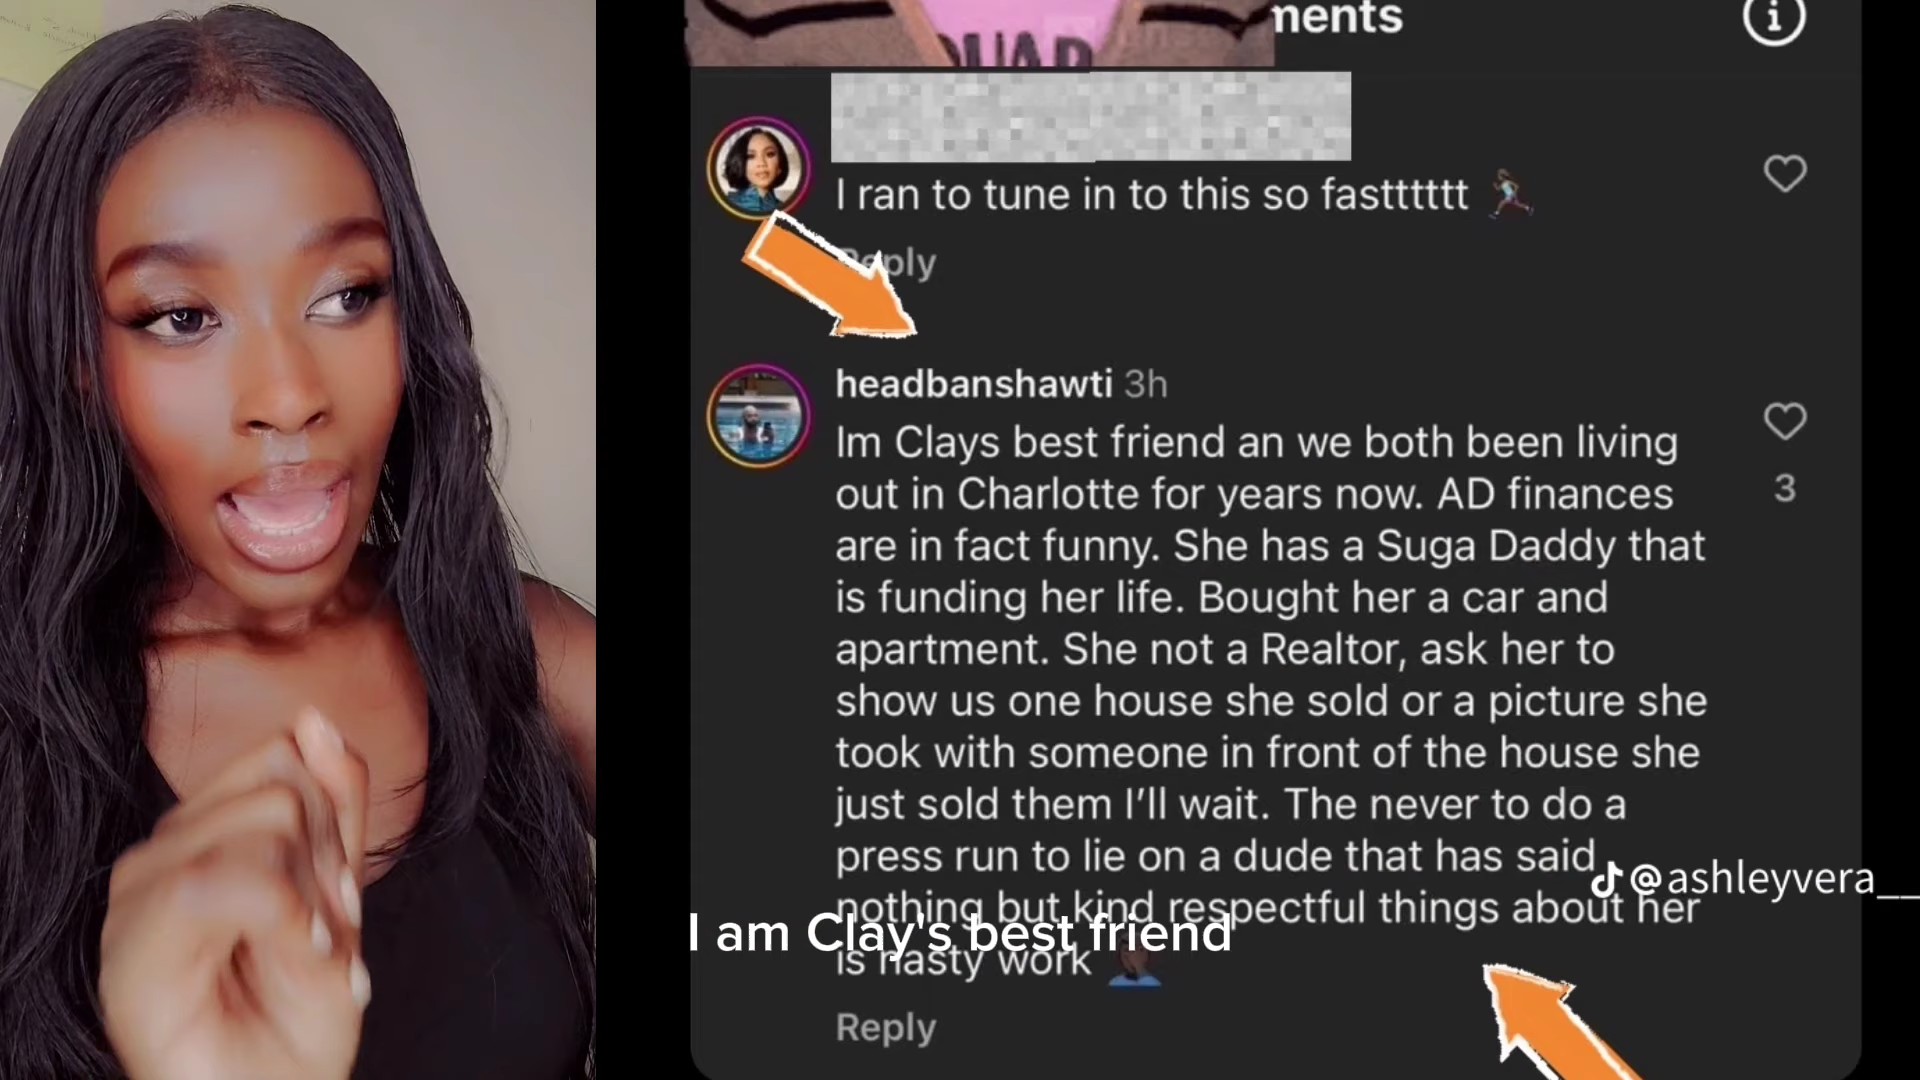 ments
I ran to tune in to this so fastttttt
Reply
headbanshawti 3h
Im Clays best friend an we both been living
out in Charlotte for years now. AD finances
are in fact funny. She has a Suga Daddy that
is funding her life. Bought her a car and
apartment. She not a Realtor, ask her to
show us one house she sold or a picture she
took with someone in front of the house she
just sold them I’ll wait. The never to do a
press run to lie on a dude that has said
nothing but kind respectful things about her
is nasty work
3
@ashleyvera__
I am Clay's best friend
Reply